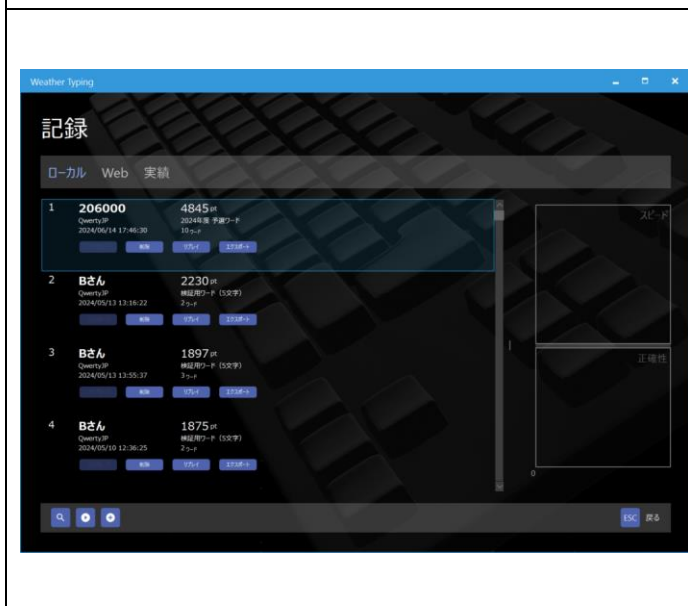 Weather Typing
記録
ローカル Web 実績
1 206000 4845 pt
QwertyJP 2024年度 予選ワード
2024/06/14 17:46:30 10ワード
削除 リプレイ エクスポート
スピード
2 Bさん 2230 pt
QwertyJP 検証用ワード (5文字)
2024/05/13 13:16:22 2ワード
削除 リプレイ エクスポート
3 Bさん 1897 pt
QwertyJP 検証用ワード (5文字)
2024/05/13 13:55:37 3ワード
削除 リプレイ エクスポート
正確性
4 Bさん 1875 pt
QwertyJP 検証用ワード (5文字)
2024/05/10 12:36:25 2ワード
削除 リプレイ エクスポート
0
ESC 戻る